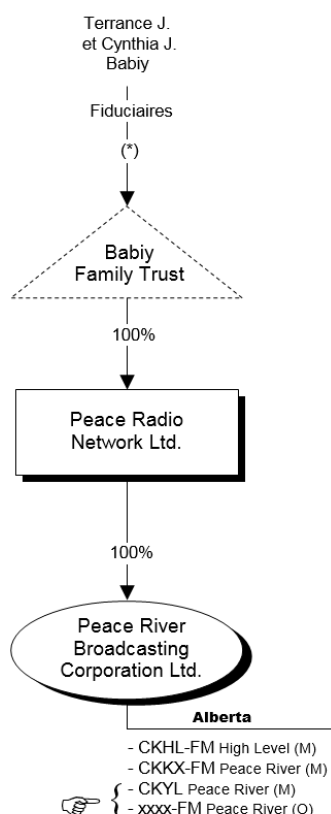 Terrance J.
et Cynthia J.
Babiy
Fiduciaires
(*)
Babiy
Family Trust
100%
Peace Radio
Network Ltd.
100%
Peace River
Broadcasting
Corporation Ltd.
Alberta
- CKHL-FM High Level (M)
- CKKX-FM Peace River (M)
- CKYL Peace River (M)
- xxxx-FM Peace River (O)